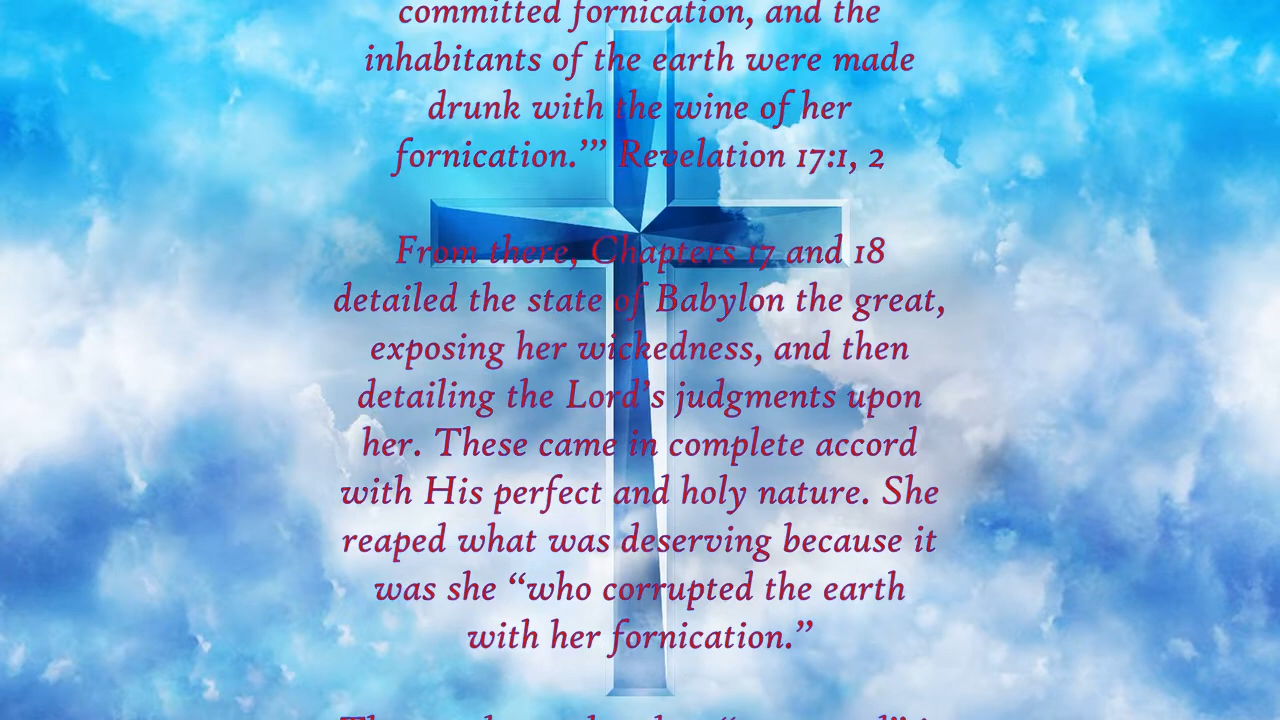 committed fornication, and the
inhabitants of the earth were made
drunk with the wine of her
fornication.’” Revelation 17:1, 2
From there, Chapters 17 and 18
detailed the state of Babylon the great,
exposing her wickedness, and then
detailing the Lord’s judgments upon
her. These came in complete accord
with His perfect and holy nature. She
reaped what was deserving because it
was she “who corrupted the earth
with her fornication.”